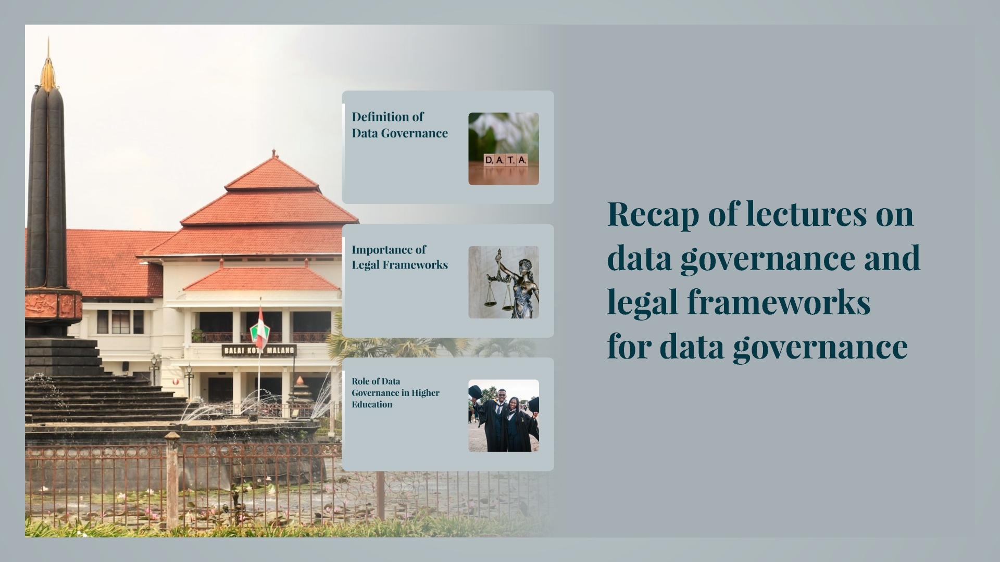 Definition of
Data Governance
D A T A
Importance of
Legal Frameworks
BALAI KOTA MALANG
Role of Data
Governance in Higher
Education
Recap of lectures on
data governance and
legal frameworks
for data governance